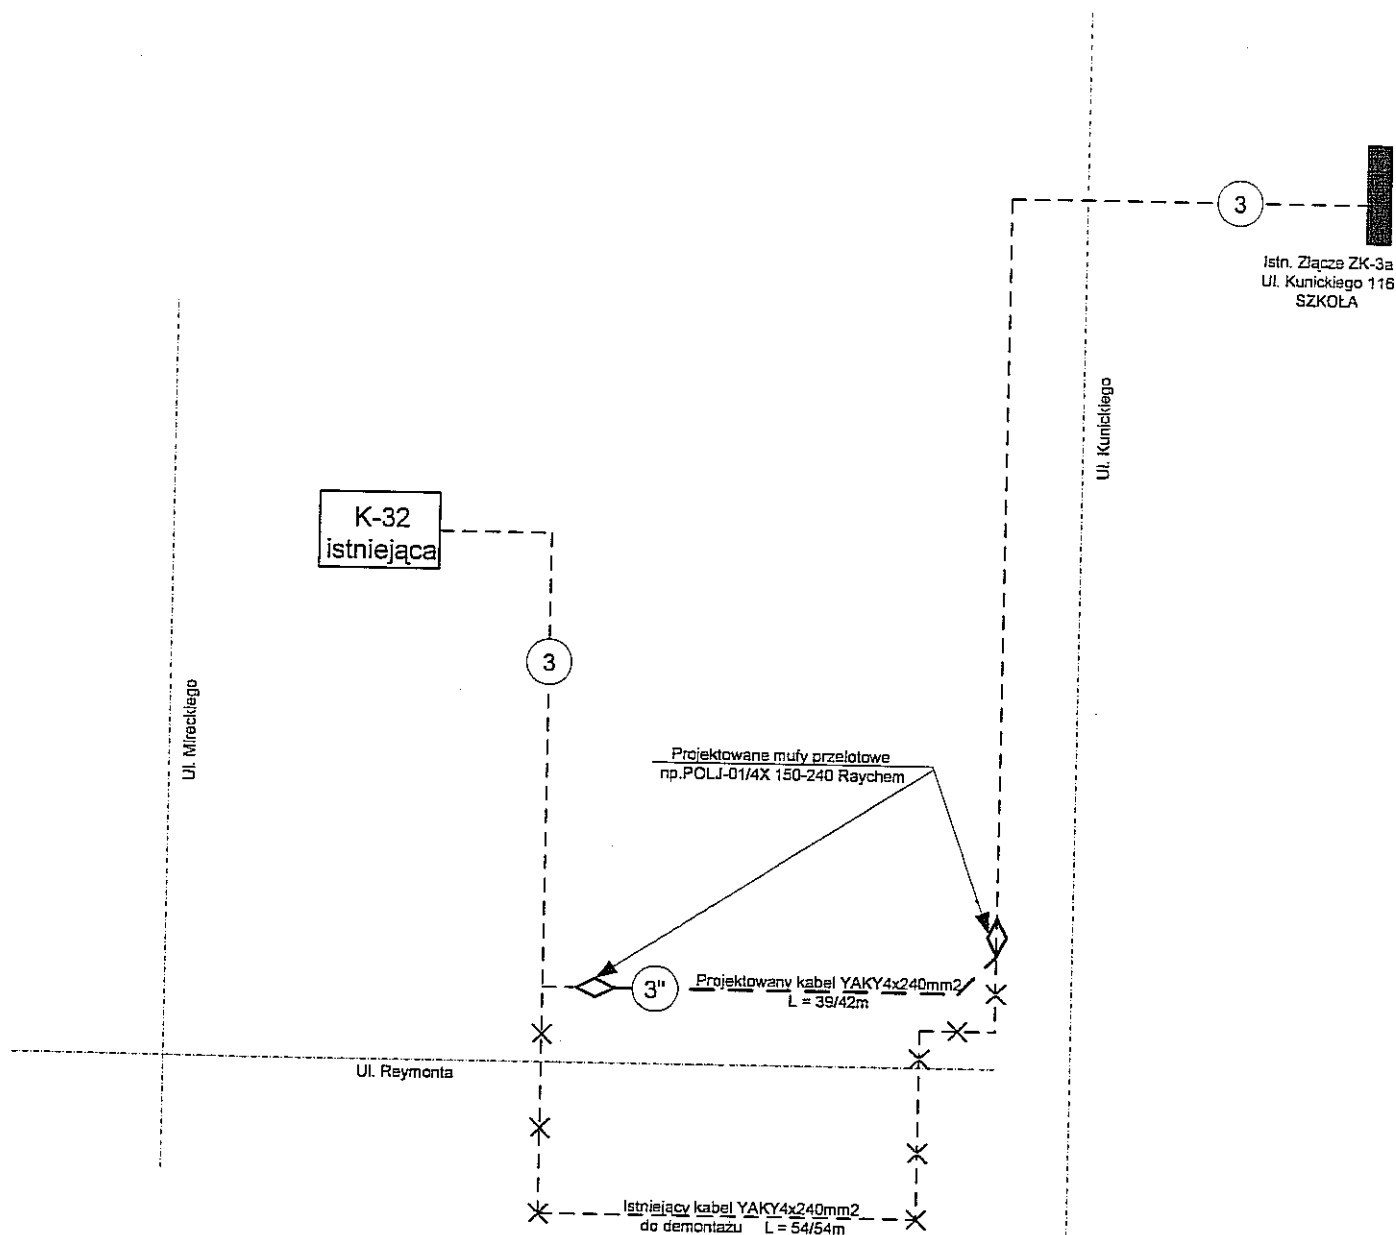 3
Istn. Złącze ZK-3a
Ul. Kunickiego 116
SZKOŁA
Ul. Kunickiego
K-32
istniejąca
3
Ul. Mireckiego
Projektowane mufy przelotowe
np.POLJ-01/4X 150-240 Raychem
3"
Projektowany kabel YAKY4x240mm2
L = 39/42m
Ul. Reymonta
Istniejący kabel YAKY4x240mm2
do demontażu L = 54/54m